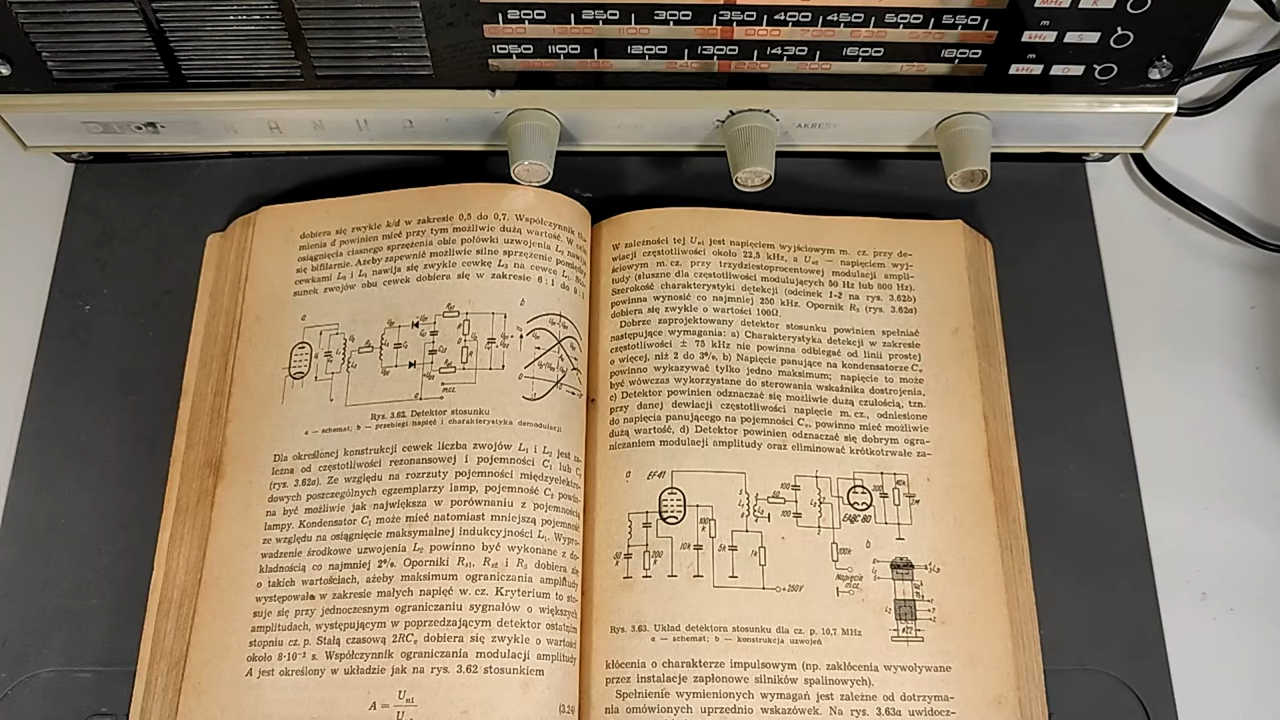 MHz K
200 250 300 350 400 450 500 550
m
kHz S
1050 1100 1200 1300 1430 1600 1800
m
kHz D
HANKA
ZAKRESY
dobiera się zwykle k/d w zakresie 0,5 do 0,7. Współczynnik
mienia d powinien mieć przy tym możliwie dużą wartość. W
osiągnięcia ciasnego sprzężenia obie połówki uzwojenia L₂
się bifilarnie. Ażeby zapewnić możliwie silne sprzężenie pomiędzy
cewkami L₀ i L₁ nawija się zwykle cewkę L₀ na cewce L₁.
sunek zwojów obu cewek dobiera się w zakresie 6 : 1 do
a
b
m.cz.
Rys. 3.62. Detektor stosunku
a — schemat; b — przebiegi napięć i charakterystyka demodulacji
Dla określonej konstrukcji cewek liczba zwojów L₁ i L₂ jest za-
leżna od częstotliwości rezonansowej i pojemności C₁ lub C₂
(rys. 3.62a). Ze względu na rozrzuty pojemności międzyelektro-
dowych poszczególnych egzemplarzy lamp, pojemność C₂ powin-
na być możliwie jak największa w porównaniu z pojemnością
lampy. Kondensator C₁ może mieć natomiast mniejszą pojemność
ze względu na osiągnięcie maksymalnej indukcyjności L₁. Wypro-
wadzenie środkowe uzwojenia L₂ powinno być wykonane z do-
kładnością co najmniej 2%. Oporniki Rs1, Rs2 i R₃ dobiera się
o takich wartościach, ażeby maksimum ograniczania amplitudy
występowało w zakresie małych napięć w. cz. Kryterium to sto-
suje się przy jednoczesnym ograniczaniu sygnałów o większych
amplitudach, występującym w poprzedzającym detektor ostatnim
stopniu cz. p. Stałą czasową 2RCₑ dobiera się zwykle o wartości
około 8·10⁻² s. Współczynnik ograniczania modulacji amplitudy
A jest określony w układzie jak na rys. 3.62 stosunkiem
A = Un1
W zależności tej Un1 jest napięciem wyjściowym m. cz. przy de-
wiacji częstotliwości około 22,5 kHz, a Un2 — napięciem wyj-
ściowym m. cz. przy trzydziestoprocentowej modulacji ampli-
tudy (słuszne dla częstotliwości modulujących 50 Hz lub 800 Hz).
Szerokość charakterystyki detekcji (odcinek 1-2 na rys. 3.62b)
powinna wynosić co najmniej 250 kHz. Opornik R₃ (rys. 3.62a)
dobiera się zwykle o wartości 100Ω.
Dobrze zaprojektowany detektor stosunku powinien spełniać
następujące wymagania: a) Charakterystyka detekcji w zakresie
częstotliwości ± 75 kHz nie powinna odbiegać od linii prostej
o więcej, niż 2 do 3%, b) Napięcie panujące na kondensatorze Cₑ
powinno wykazywać tylko jedno maksimum; napięcie to może
być wówczas wykorzystane do sterowania wskaźnika dostrojenia,
c) Detektor powinien odznaczać się możliwie dużą czułością, tzn.
przy danej dewiacji częstotliwości napięcie m. cz., odniesione
do napięcia panującego na pojemności Cₑ, powinno mieć możliwie
dużą wartość, d) Detektor powinien odznaczać się dobrym ogra-
niczaniem modulacji amplitudy oraz eliminować krótkotrwałe za-
a
EF41
100
100
50
EABC 80
b
50 k
200 k
10k
100 k
5k
1k
100k
+250V
Napięcie
m.cz.
Rys. 3.63. Układ detektora stosunku dla cz. p. 10,7 MHz
a — schemat; b — konstrukcja uzwojeń
kłócenia o charakterze impulsowym (np. zakłócenia wywoływane
przez instalacje zapłonowe silników spalinowych).
Spełnienie wymienionych wymagań jest zależne od dotrzyma-
nia omówionych uprzednio wskazówek. Na rys. 3.63a uwidocz-